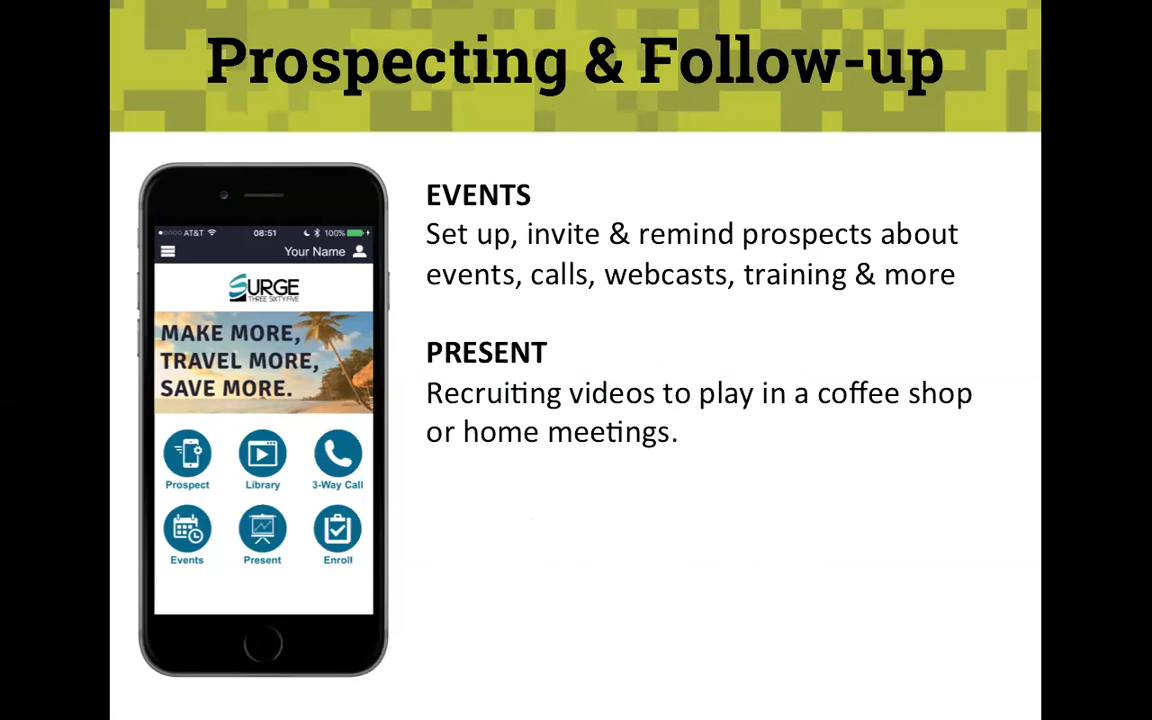 Prospecting & Follow-up
AT&T 08:51 100%
Your Name
SURGE
THREE SIXTY FIVE
MAKE MORE,
TRAVEL MORE,
SAVE MORE.
Prospect Library 3-Way Call
Events Present Enroll
EVENTS
Set up, invite & remind prospects about
events, calls, webcasts, training & more
PRESENT
Recruiting videos to play in a coffee shop
or home meetings.